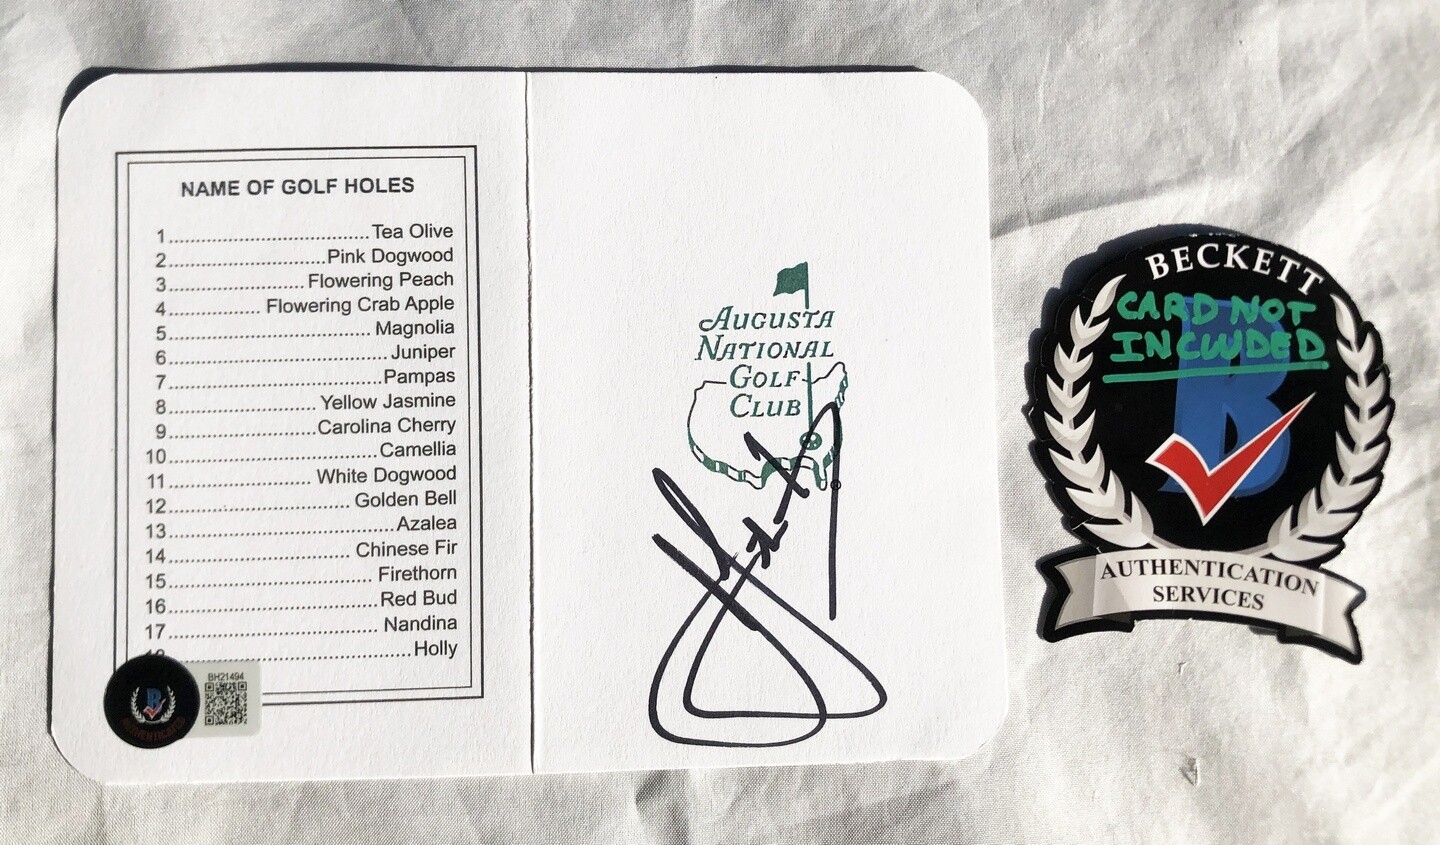 NAME OF GOLF HOLES
1..................................Tea Olive
2..........................Pink Dogwood
3.......................Flowering Peach
4............... Flowering Crab Apple
5..................................Magnolia
6.....................................Juniper
7....................................Pampas
8......................... Yellow Jasmine
9........................Carolina Cherry
10...................................Camellia
11........................ White Dogwood
12.............................. Golden Bell
13.....................................Azalea
14.............................. Chinese Fir
15.................................. Firethorn
16...................................Red Bud
17................................... Nandina
.......................................Holly
BH21494
B
AUGUSTA
NATIONAL
GOLF
CLUB
BECKETT
CARD NOT
INCLUDED
B
AUTHENTICATION
SERVICES